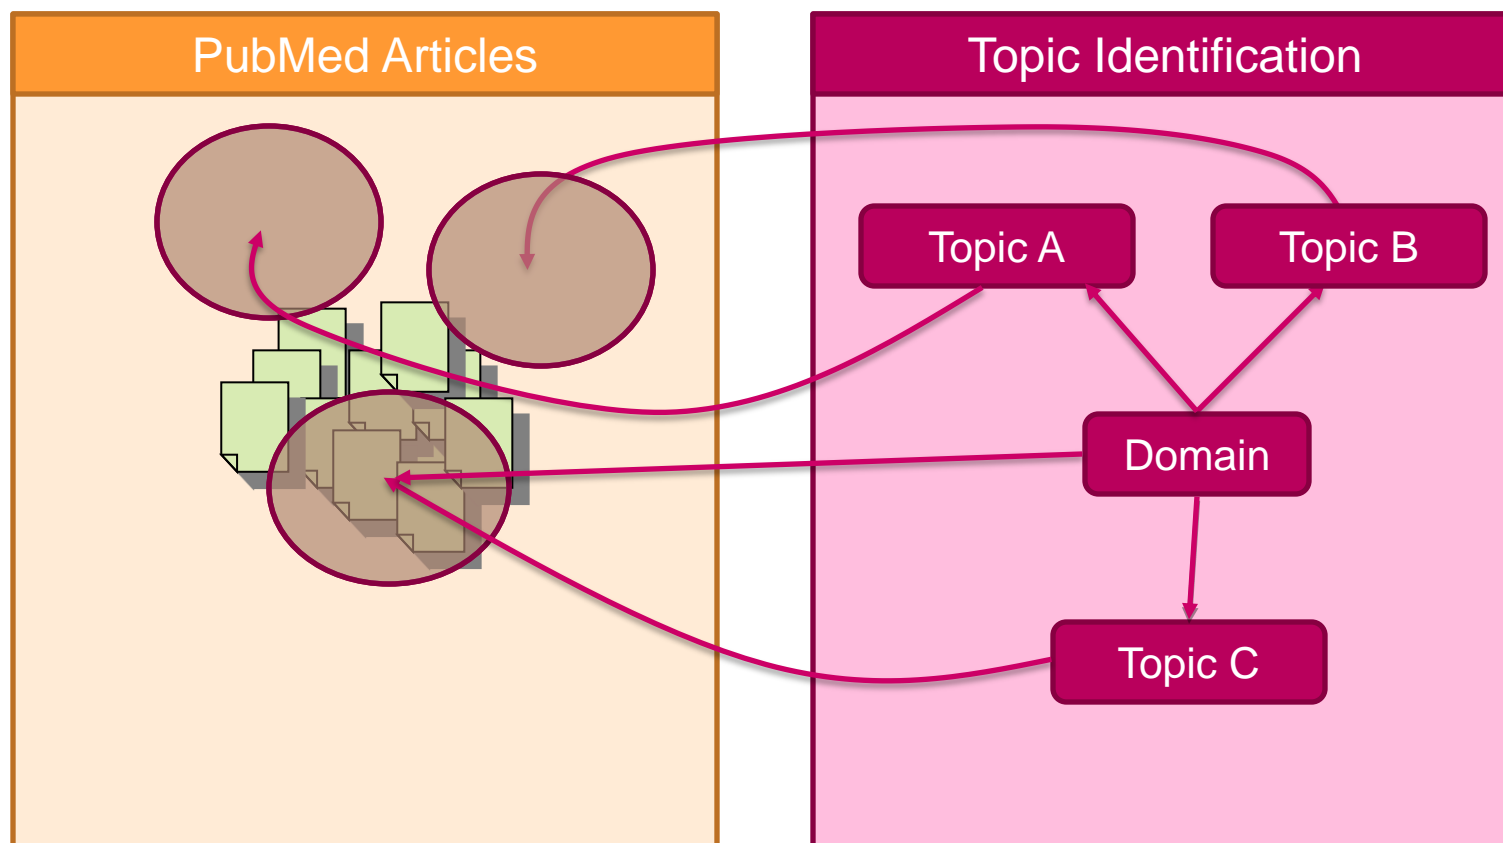 PubMed Articles
Topic Identification
Topic A
Topic B
Domain
Topic C